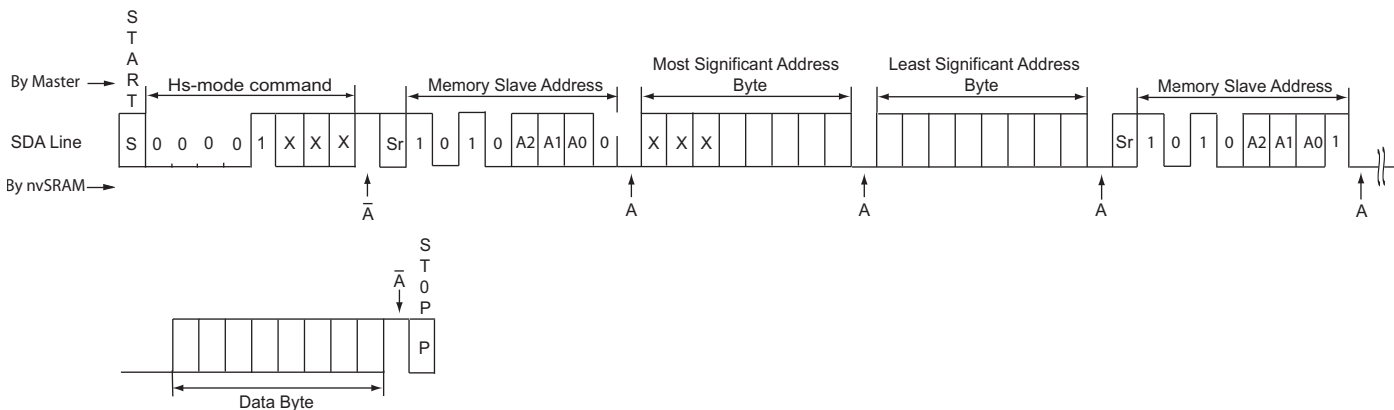 START
By Master
Hs-mode command
Memory Slave Address
Most Significant Address
Byte
Least Significant Address
Byte
Memory Slave Address
SDA Line
S 0 0 0 0 1 X X X Sr 1 0 1 0 A2 A1 A0 0 X X X Sr 1 0 1 0 A2 A1 A0 1
By nvSRAM
A̅
A
A
A
A
A̅
ST0P
P
Data Byte